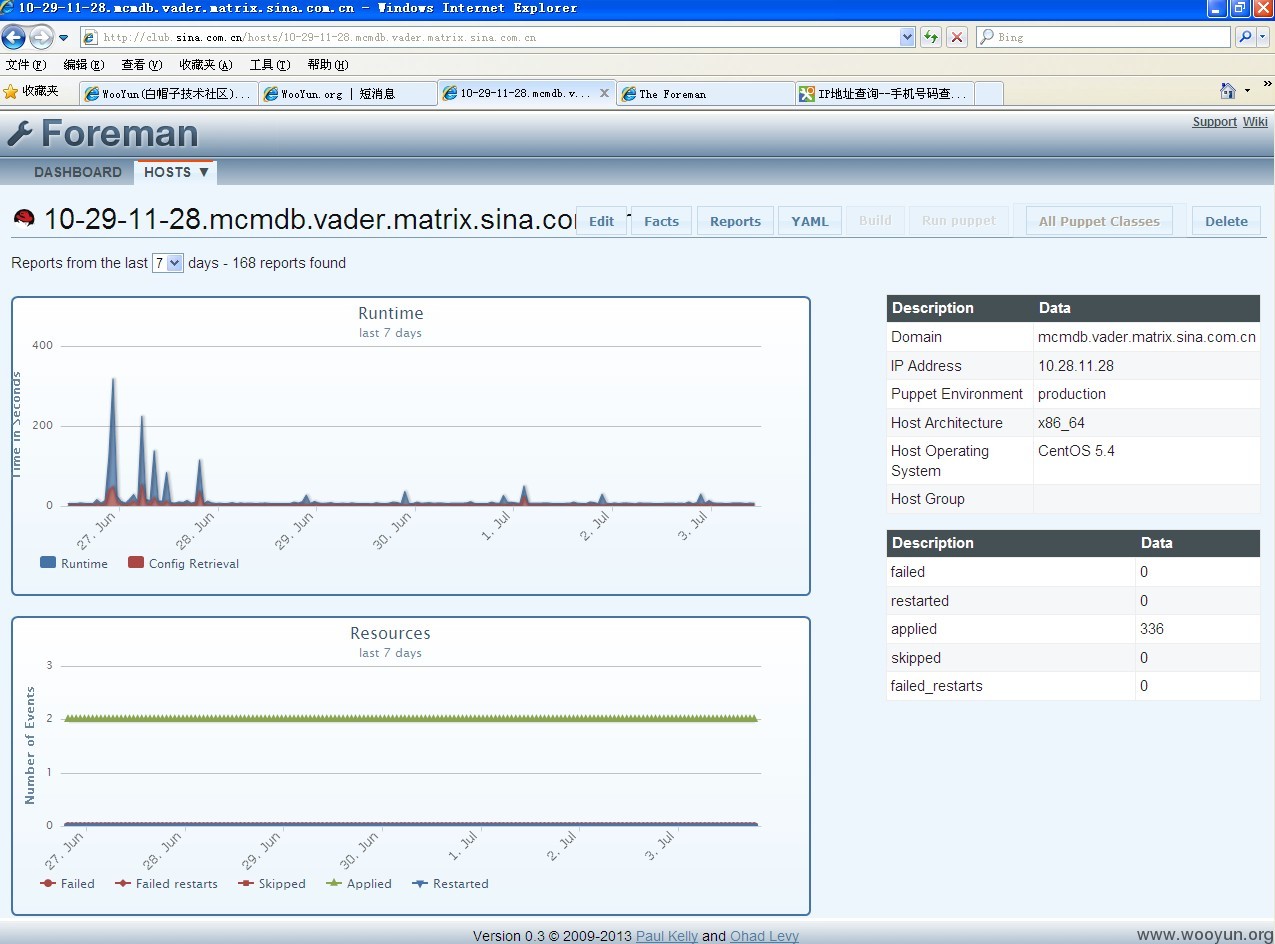 10-29-11-28.mcmdb.vader.matrix.sina.com.cn - Windows Internet Explorer
http://club.sina.com.cn/hosts/10-29-11-28.mcmdb.vader.matrix.sina.com.cn
Bing
文件(F) 编辑(E) 查看(V) 收藏夹(A) 工具(T) 帮助(H)
收藏夹 WooYun(白帽子技术社区)... WooYun.org | 短消息 10-29-11-28.mcmdb.v... The Foreman IP地址查询--手机号码查...
Foreman
Support Wiki
DASHBOARD HOSTS ▼
10-29-11-28.mcmdb.vader.matrix.sina.co
Edit Facts Reports YAML Build Run puppet All Puppet Classes Delete
Reports from the last 7 days - 168 reports found
Runtime
last 7 days
Time in Seconds
400
200
0
27. Jun 28. Jun 29. Jun 30. Jun 1. Jul 2. Jul 3. Jul
Runtime Config Retrieval
Description Data
Domain mcmdb.vader.matrix.sina.com.cn
IP Address 10.28.11.28
Puppet Environment production
Host Architecture x86_64
Host Operating System CentOS 5.4
Host Group
Description Data
failed 0
restarted 0
applied 336
skipped 0
failed_restarts 0
Resources
last 7 days
Number of Events
3
2
1
0
27. Jun 28. Jun 29. Jun 30. Jun 1. Jul 2. Jul 3. Jul
Failed Failed restarts Skipped Applied Restarted
Version 0.3 © 2009-2013 Paul Kelly and Ohad Levy
www.wooyun.org